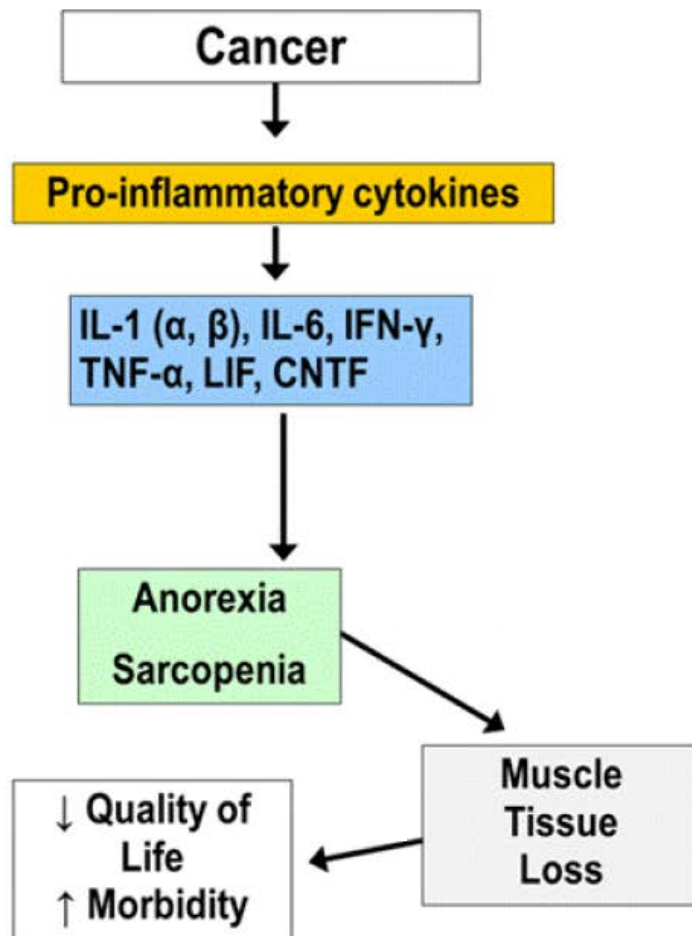 Cancer
Pro-inflammatory cytokines
IL-1 (α, β), IL-6, IFN-γ,
TNF-α, LIF, CNTF
Anorexia
Sarcopenia
Muscle
Tissue
Loss
↓ Quality of
Life
↑ Morbidity